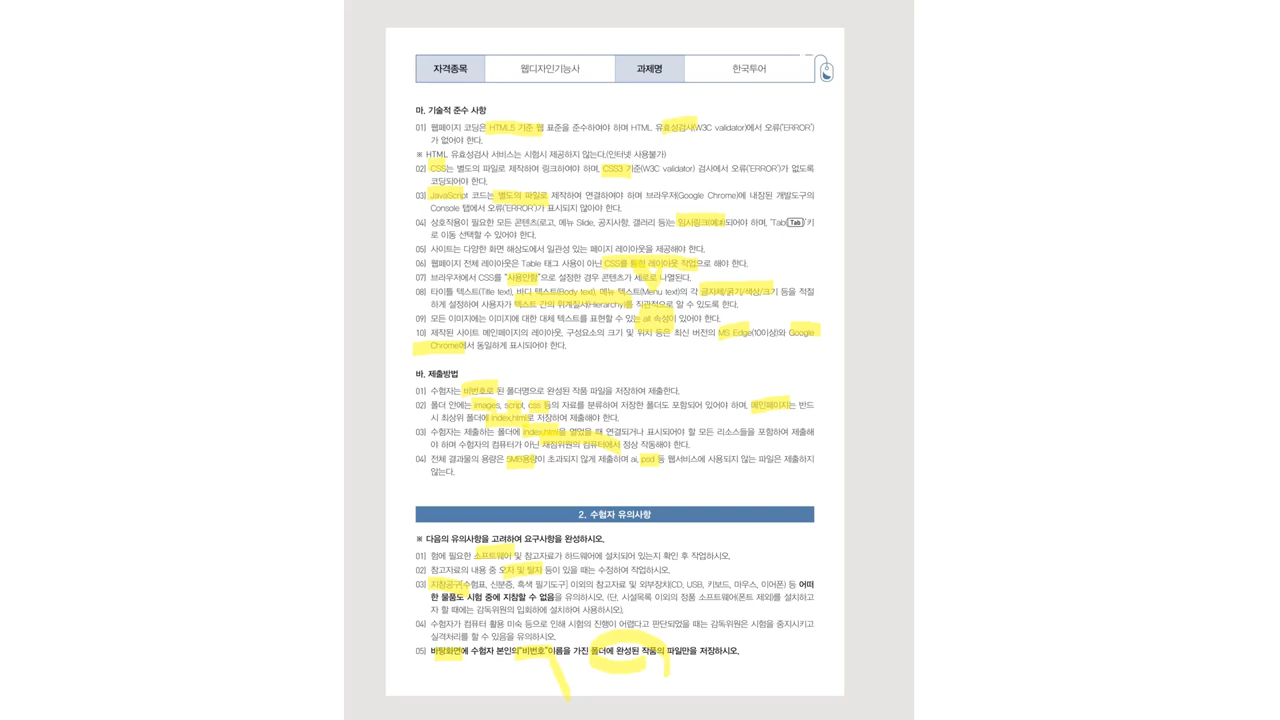 자격종목 웹디자인기능사 과제명 한국투어
마. 기술적 준수 사항
01) 웹페이지 코딩은 HTML5 기준 웹 표준을 준수하여야 하며 HTML 유효성검사(W3C validator)에서 오류("ERROR")
가 없어야 한다.
※ HTML 유효성검사 서비스는 시험시 제공하지 않는다.(인터넷 사용불가)
02) CSS는 별도의 파일로 제작하여 링크하여야 하며, CSS3 기준(W3C validator) 검사에서 오류("ERROR")가 없도록
코딩되어야 한다.
03) JavaScript 코드는 별도의 파일로 제작하여 연결하여야 하며 브라우저(Google Chrome)에 내장된 개발도구의
Console 탭에서 오류("ERROR")가 표시되지 않아야 한다.
04) 상호작용이 필요한 모든 콘텐츠(로고, 메뉴 Slide, 공지사항, 갤러리 등)는 임시링크(예:#)되어야 하며, 'Tab(Tab)'키
로 이동 선택할 수 있어야 한다.
05) 사이트는 다양한 화면 해상도에서 일관성 있는 페이지 레이아웃을 제공해야 한다.
06) 웹페이지 전체 레이아웃은 Table 태그 사용이 아닌 CSS를 통한 레이아웃 작업으로 해야 한다.
07) 브라우저에서 CSS를 "사용안함"으로 설정한 경우 콘텐츠가 세로로 나열된다.
08) 타이틀 텍스트(Title text), 바디 텍스트(Body text), 메뉴 텍스트(Menu text)의 각 글자체/굵기/색상/크기 등을 적절
하게 설정하여 사용자가 텍스트 간의 위계질서(Hierarchy)를 직관적으로 알 수 있도록 한다.
09) 모든 이미지에는 이미지에 대한 대체 텍스트를 표현할 수 있는 alt 속성이 있어야 한다.
10) 제작된 사이트 메인페이지의 레이아웃, 구성요소의 크기 및 위치 등은 최신 버전의 MS Edge(10이상)와 Google
Chrome에서 동일하게 표시되어야 한다.
바. 제출방법
01) 수험자는 비번호로 된 폴더명으로 완성된 작품 파일을 저장하여 제출한다.
02) 폴더 안에는 images, script, css 등의 자료를 분류하여 저장한 폴더도 포함되어 있어야 하며, 메인페이지는 반드
시 최상위 폴더에 index.html로 저장하여 제출해야 한다.
03) 수험자는 제출하는 폴더에 index.html을 열었을 때 연결되거나 표시되어야 할 모든 리소스들을 포함하여 제출해
야 하며 수험자의 컴퓨터가 아닌 채점위원의 컴퓨터에서 정상 작동해야 한다.
04) 전체 결과물의 용량은 5MB용량이 초과되지 않게 제출하며 ai, psd 등 웹서비스에 사용되지 않는 파일은 제출하지
않는다.
2. 수험자 유의사항
※ 다음의 유의사항을 고려하여 요구사항을 완성하시오.
01) 험에 필요한 소프트웨어 및 참고자료가 하드웨어에 설치되어 있는지 확인 후 작업하시오.
02) 참고자료의 내용 중 오자 및 탈자 등이 있을 때는 수정하여 작업하시오.
03) 지참공구[수험표, 신분증, 흑색 필기도구] 이외의 참고자료 및 외부장치(CD, USB, 키보드, 마우스, 이어폰) 등 어떠
한 물품도 시험 중에 지참할 수 없음을 유의하시오. (단, 시설목록 이외의 정품 소프트웨어(폰트 제외)를 설치하고
자 할 때에는 감독위원의 입회하에 설치하여 사용하시오).
04) 수험자가 컴퓨터 활용 미숙 등으로 인해 시험의 진행이 어렵다고 판단되었을 때는 감독위원은 시험을 중지시키고
실격처리를 할 수 있음을 유의하시오.
05) 바탕화면에 수험자 본인의"비번호"이름을 가진 폴더에 완성된 작품의 파일만을 저장하시오.